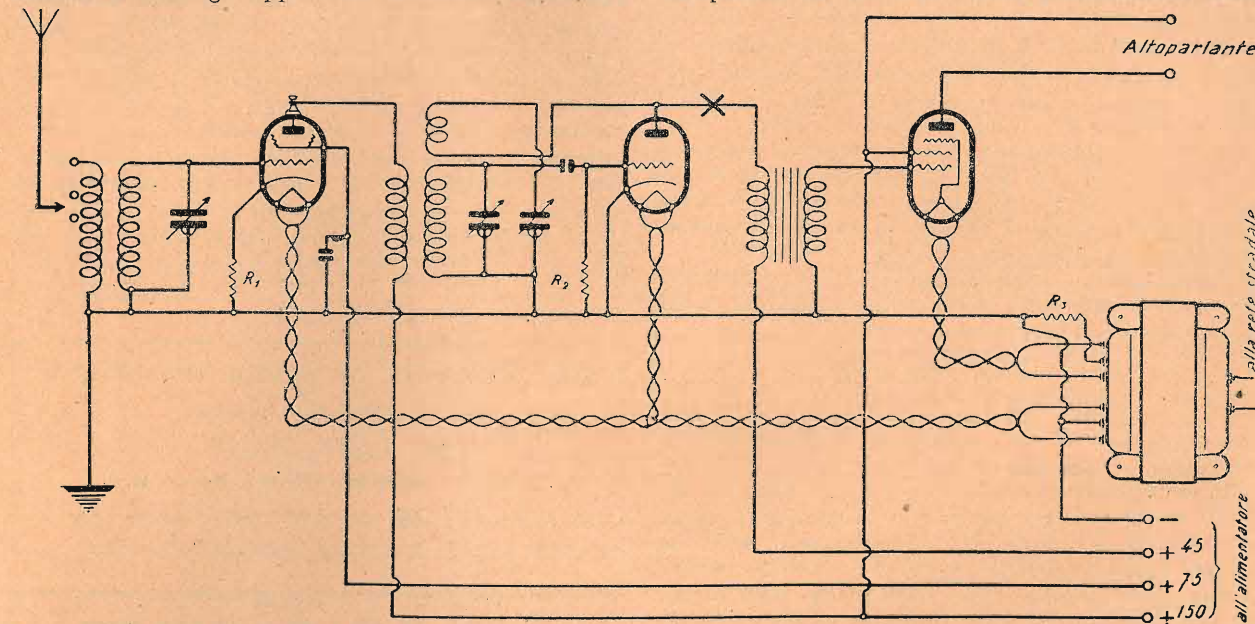 Altoparlante
R₁
R₂
R₃
alla rete stradale
−
+ 45
+ 75
+ 150
all'alimentatore